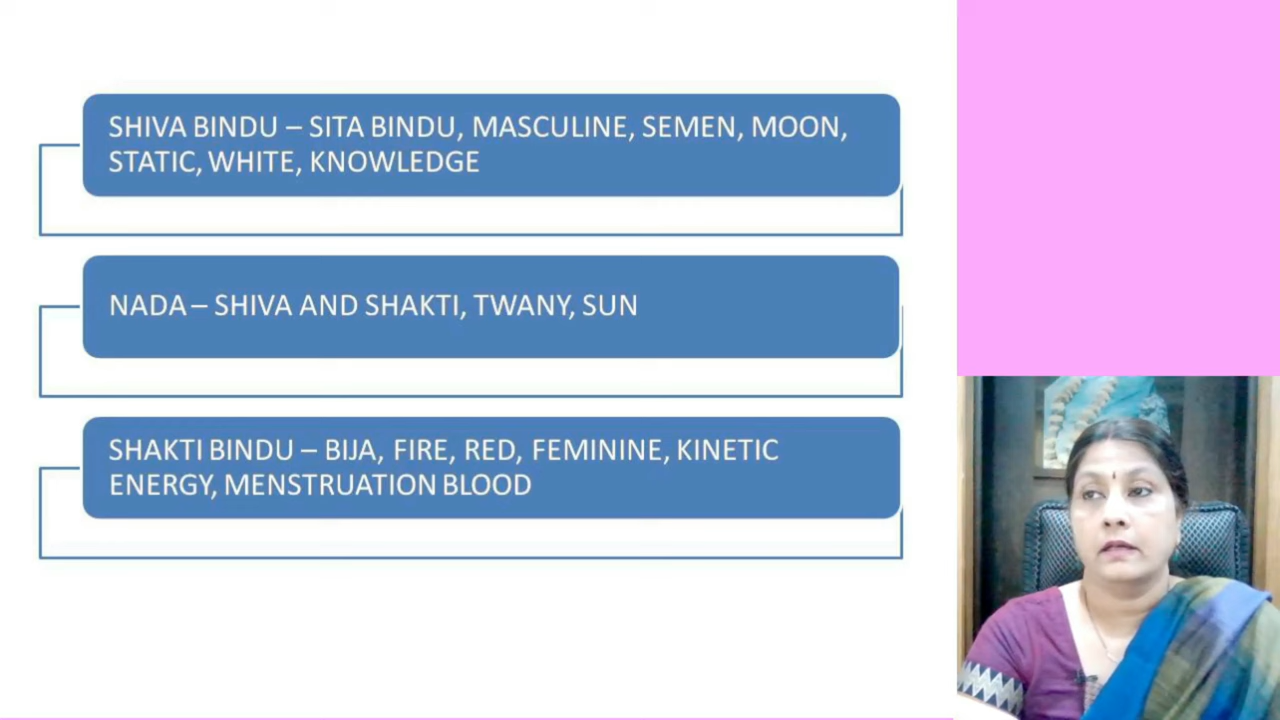 SHIVA BINDU – SITA BINDU, MASCULINE, SEMEN, MOON,
STATIC, WHITE, KNOWLEDGE
NADA – SHIVA AND SHAKTI, TWANY, SUN
SHAKTI BINDU – BIJA, FIRE, RED, FEMININE, KINETIC
ENERGY, MENSTRUATION BLOOD